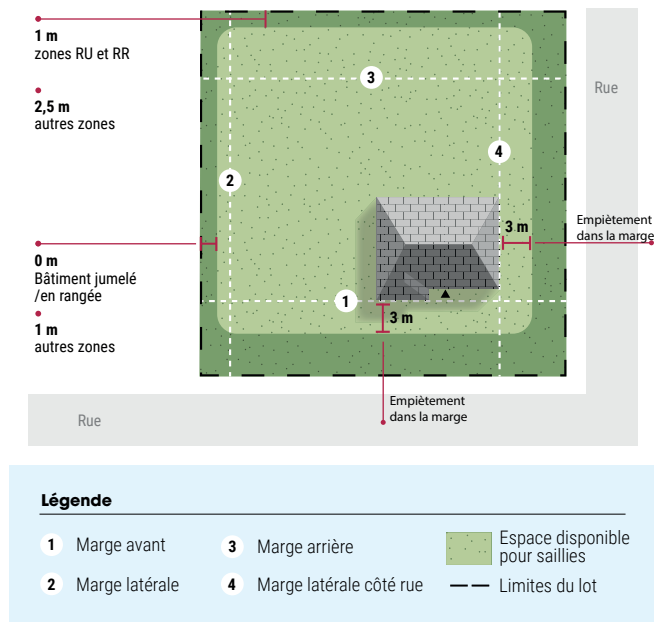 1 m
zones RU et RR
2,5 m
autres zones
0 m
Bâtiment jumelé
/en rangée
1 m
autres zones
3
4
2
1
3 m
3 m
Rue
Empiètement
dans la marge
Empiètement
dans la marge
Rue
Légende
1 Marge avant
2 Marge latérale
3 Marge arrière
4 Marge latérale côté rue
Espace disponible
pour saillies
Limites du lot